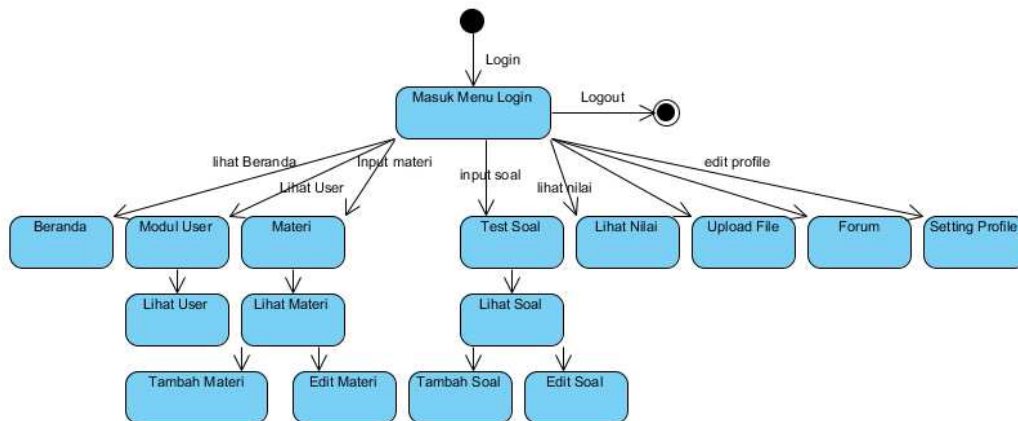 Login
Masuk Menu Login
Logout
lihat Beranda
Input materi
edit profile
input soal
Lihat User
lihat nilai
Beranda
Modul User
Materi
Test Soal
Lihat Nilai
Upload File
Forum
Setting Profile
Lihat User
Lihat Materi
Lihat Soal
Tambah Materi
Edit Materi
Tambah Soal
Edit Soal